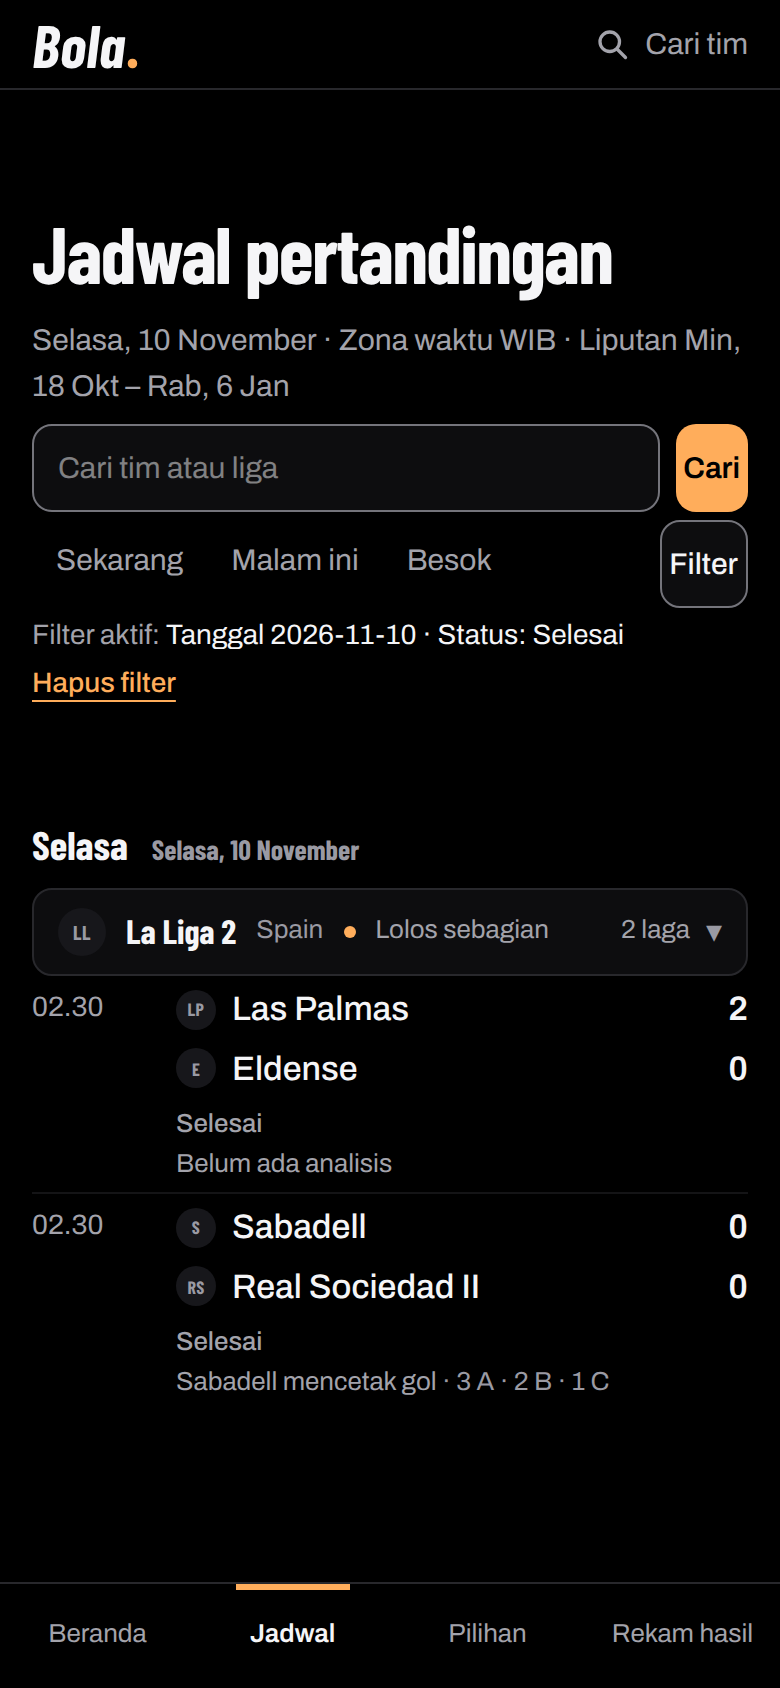 Bola.
Cari tim
Jadwal pertandingan
Selasa, 10 November · Zona waktu WIB · Liputan Min,
18 Okt – Rab, 6 Jan
Cari tim atau liga
Cari
Sekarang Malam ini Besok
Filter
Filter aktif: Tanggal 2026-11-10 · Status: Selesai
Hapus filter
Selasa Selasa, 10 November
LL La Liga 2 Spain Lolos sebagian 2 laga ▼
02.30 LP Las Palmas 2
E Eldense 0
Selesai
Belum ada analisis
02.30 S Sabadell 0
RS Real Sociedad II 0
Selesai
Sabadell mencetak gol · 3 A · 2 B · 1 C
Beranda Jadwal Pilihan Rekam hasil